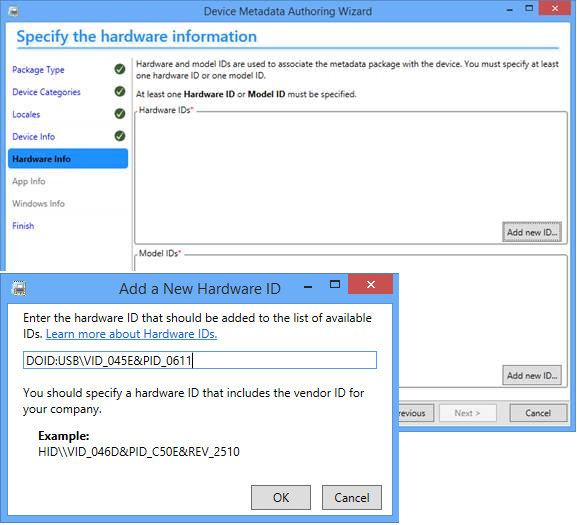 Device Metadata Authoring Wizard
Specify the hardware information
Package Type
Device Categories
Locales
Device Info
Hardware Info
App Info
Windows Info
Finish
Hardware and model IDs are used to associate the metadata package with the device. You must specify at least
one hardware ID or one model ID.
At least one Hardware ID or Model ID must be specified.
Hardware IDs*
Add new ID...
Model IDs*
Add new ID...
revious
Next >
Cancel
Add a New Hardware ID
Enter the hardware ID that should be added to the list of available
IDs. Learn more about Hardware IDs.
DOID:USB\VID_045E&PID_0611
You should specify a hardware ID that includes the vendor ID for
your company.
Example:
HID\\VID_046D&PID_C50E&REV_2510
OK
Cancel